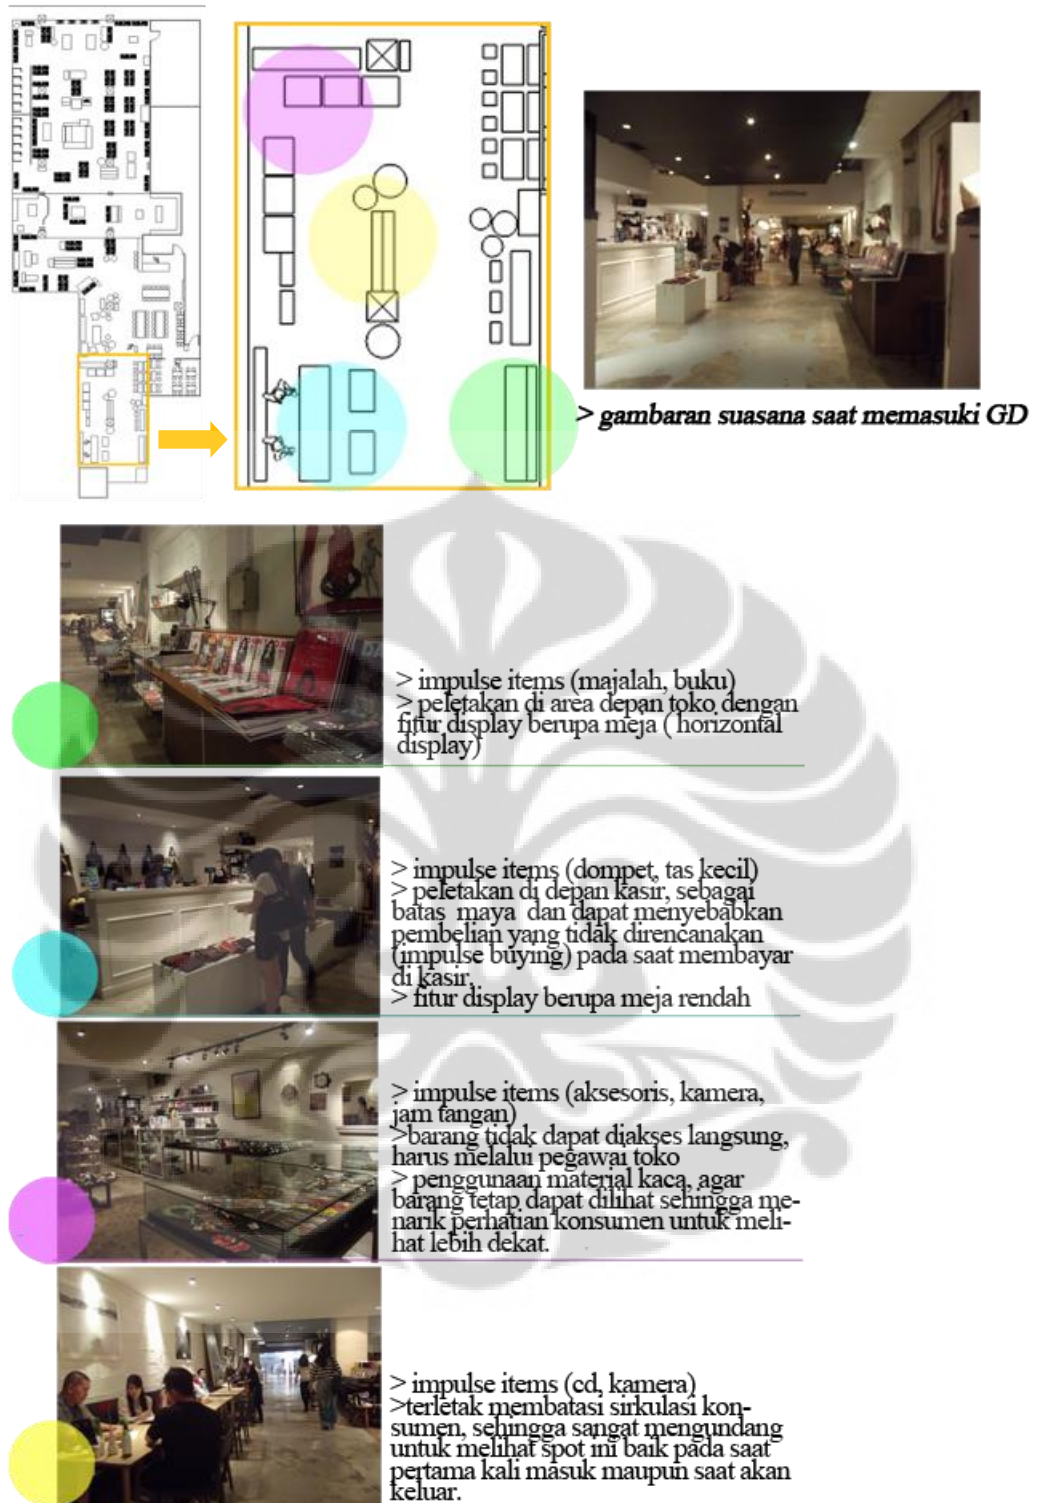 > gambaran suasana saat memasuki GD
> impulse items (majalah, buku)
> peletakan di area depan toko dengan
fitur display berupa meja ( horizontal
display)
> impulse items (dompet, tas kecil)
> peletakan di depan kasir, sebagai
batas maya dan dapat menyebabkan
pembelian yang tidak direncanakan
(impulse buying) pada saat membayar
di kasir.
> fitur display berupa meja rendah
> impulse items (aksesoris, kamera,
jam tangan)
>barang tidak dapat diakses langsung,
harus melalui pegawai toko
> penggunaan material kaca, agar
barang tetap dapat dilihat sehingga me-
narik perhatian konsumen untuk meli-
hat lebih dekat.
> impulse items (cd, kamera)
>terletak membatasi sirkulasi kon-
sumen, sehingga sangat mengundang
untuk melihat spot ini baik pada saat
pertama kali masuk maupun saat akan
keluar.